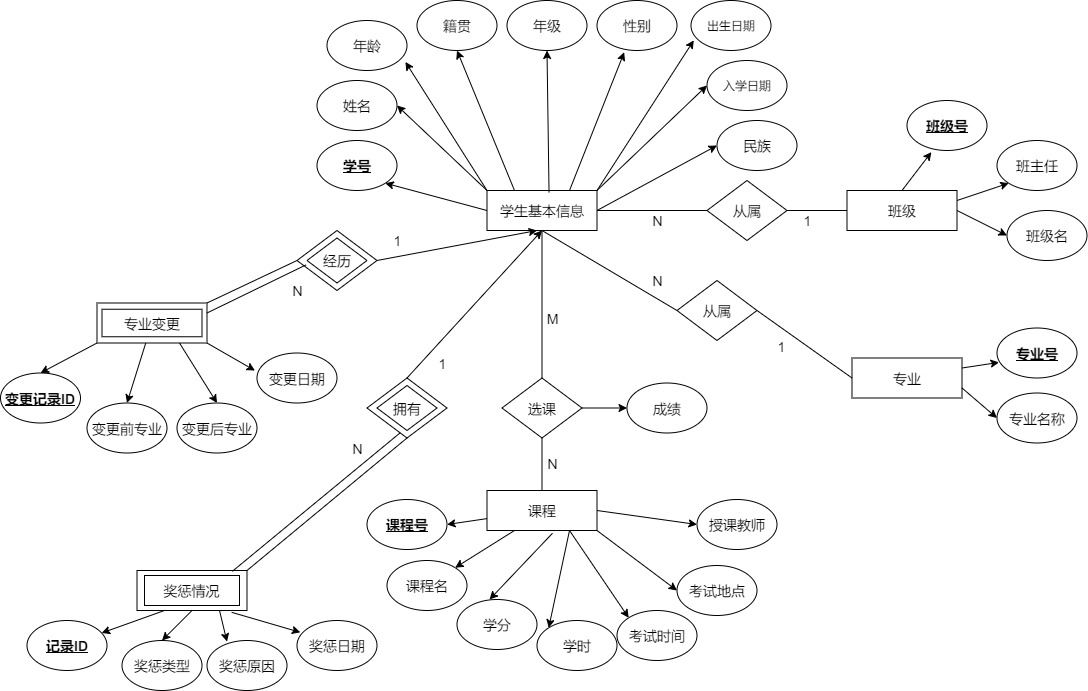 籍贯
年级
性别
出生日期
年龄
入学日期
姓名
民族
班级号
学号
班主任
学生基本信息
从属
班级
N
1
班级名
经历
1
N
N
从属
专业变更
M
1
专业号
专业
变更日期
1
变更记录ID
拥有
选课
成绩
专业名称
变更前专业
变更后专业
N
N
课程号
课程
授课教师
课程名
考试地点
奖惩情况
学分
考试时间
学时
记录ID
奖惩类型
奖惩原因
奖惩日期